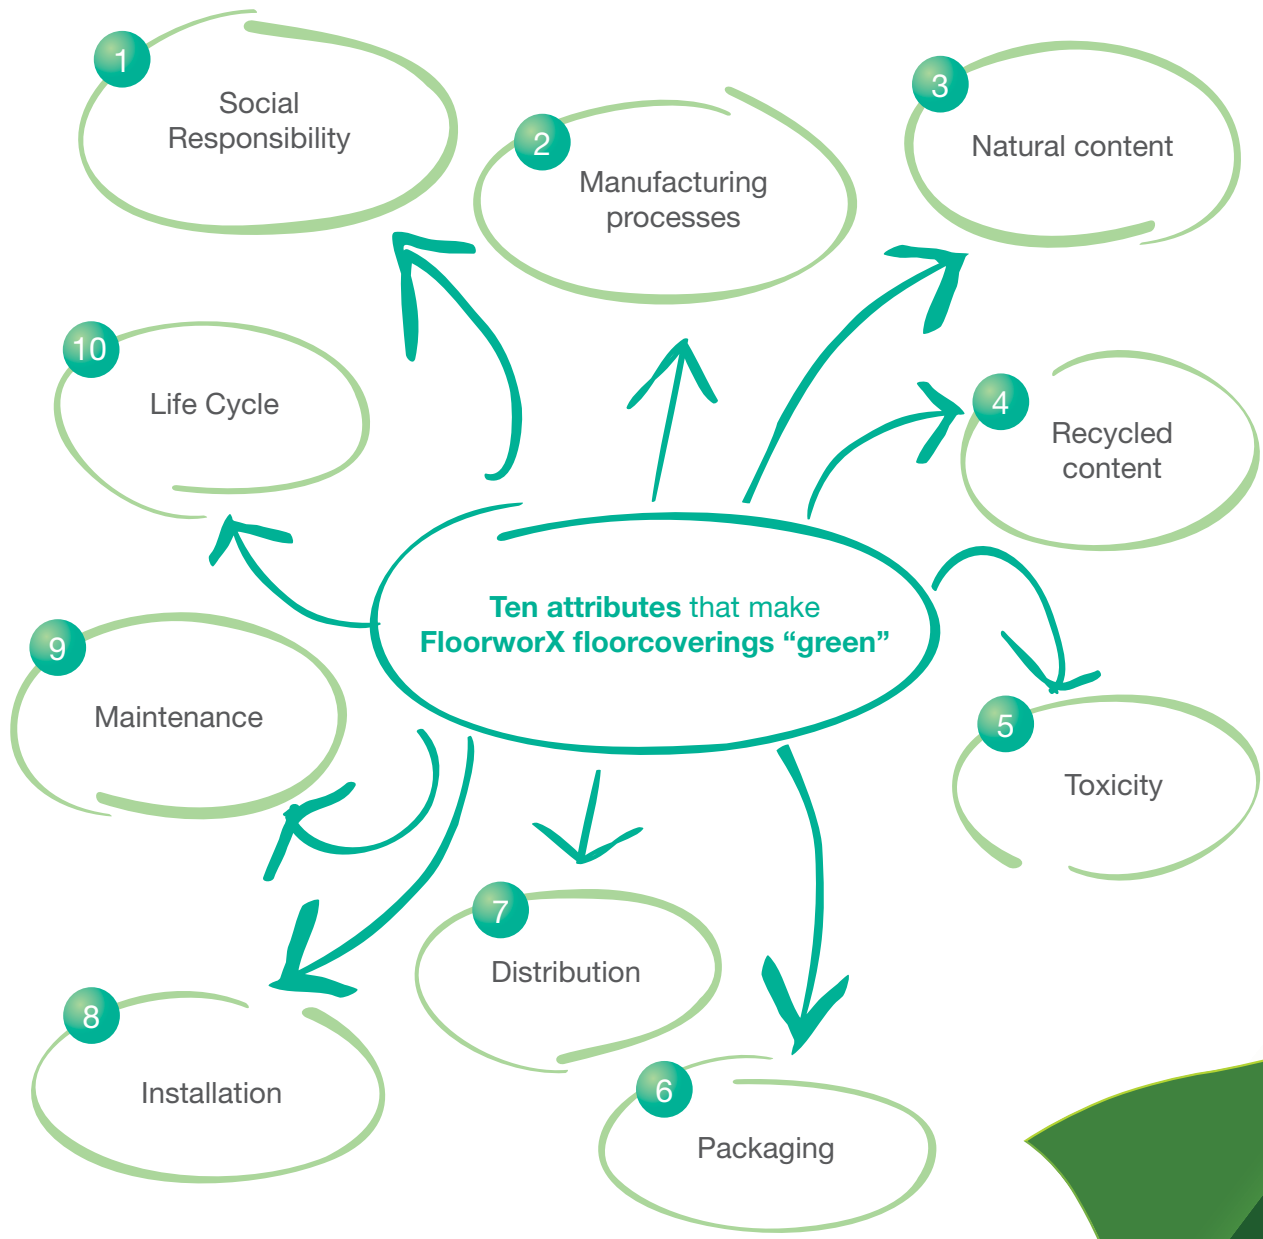 1
Social
Responsibility
2
Manufacturing
processes
3
Natural content
4
Recycled
content
5
Toxicity
6
Packaging
7
Distribution
8
Installation
9
Maintenance
10
Life Cycle
Ten attributes that make
FloorworX floorcoverings “green”